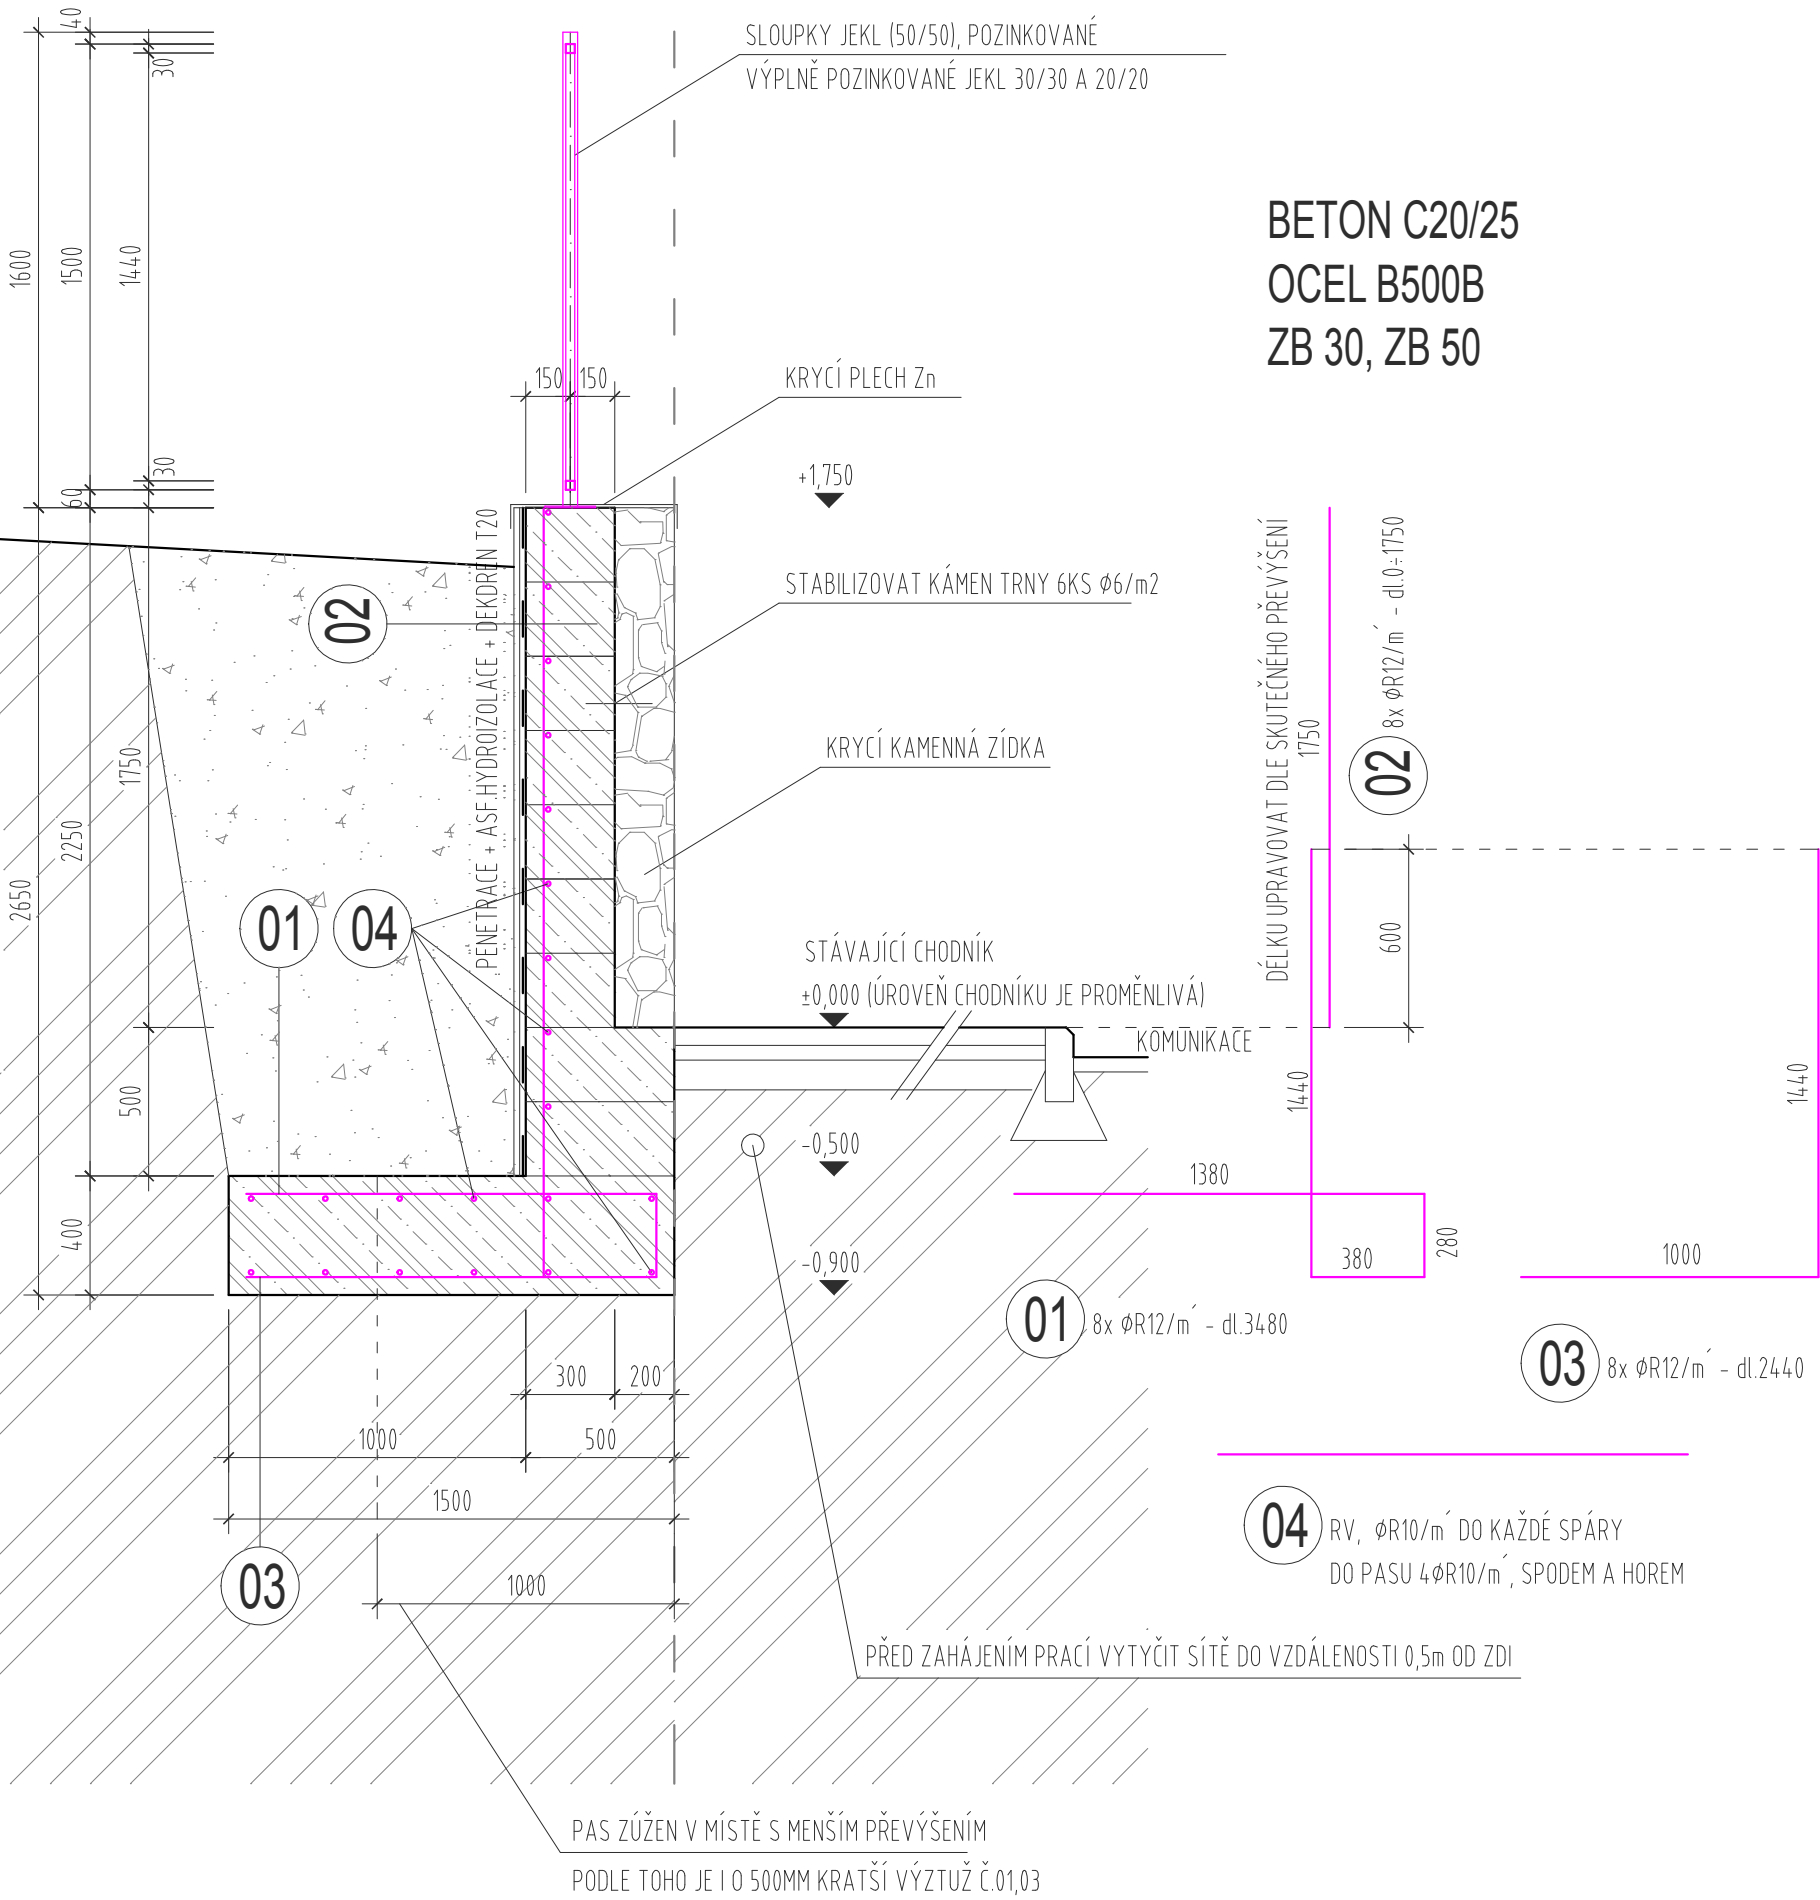 SLOUPKY JEKL (50/50), POZINKOVANÉ
VÝPLNĚ POZINKOVANÉ JEKL 30/30 A 20/20
BETON C20/25
OCEL B500B
ZB 30, ZB 50
40
30
1600
1500
1440
30
60
150
150
KRYCÍ PLECH Zn
+1,750
STABILIZOVAT KÁMEN TRNY 6KS Ø6/m2
02
PENETRACE + ASF.HYDROIZOLACE + DEKDREN T20
KRYCÍ KAMENNÁ ZÍDKA
1750
2250
2650
500
400
01
04
STÁVAJÍCÍ CHODNÍK
±0,000 (ÚROVEŇ CHODNÍKU JE PROMĚNLIVÁ)
KOMUNIKACE
-0,500
-0,900
DÉLKU UPRAVOVAT DLE SKUTEČNÉHO PŘEVÝŠENÍ
1750
02
8x ØR12/m´ - dl.0÷1750
600
1440
1440
1380
380
280
1000
01
8x ØR12/m´ - dl.3480
03
8x ØR12/m´ - dl.2440
04
RV, ØR10/m´ DO KAŽDÉ SPÁRY
DO PASU 4ØR10/m´, SPODEM A HOREM
300
200
1000
500
1500
03
1000
PŘED ZAHÁJENÍM PRACÍ VYTYČIT SÍTĚ DO VZDÁLENOSTI 0,5m OD ZDI
PAS ZÚŽEN V MÍSTĚ S MENŠÍM PŘEVÝŠENÍM
PODLE TOHO JE I O 500MM KRATŠÍ VÝZTUŽ Č.01,03